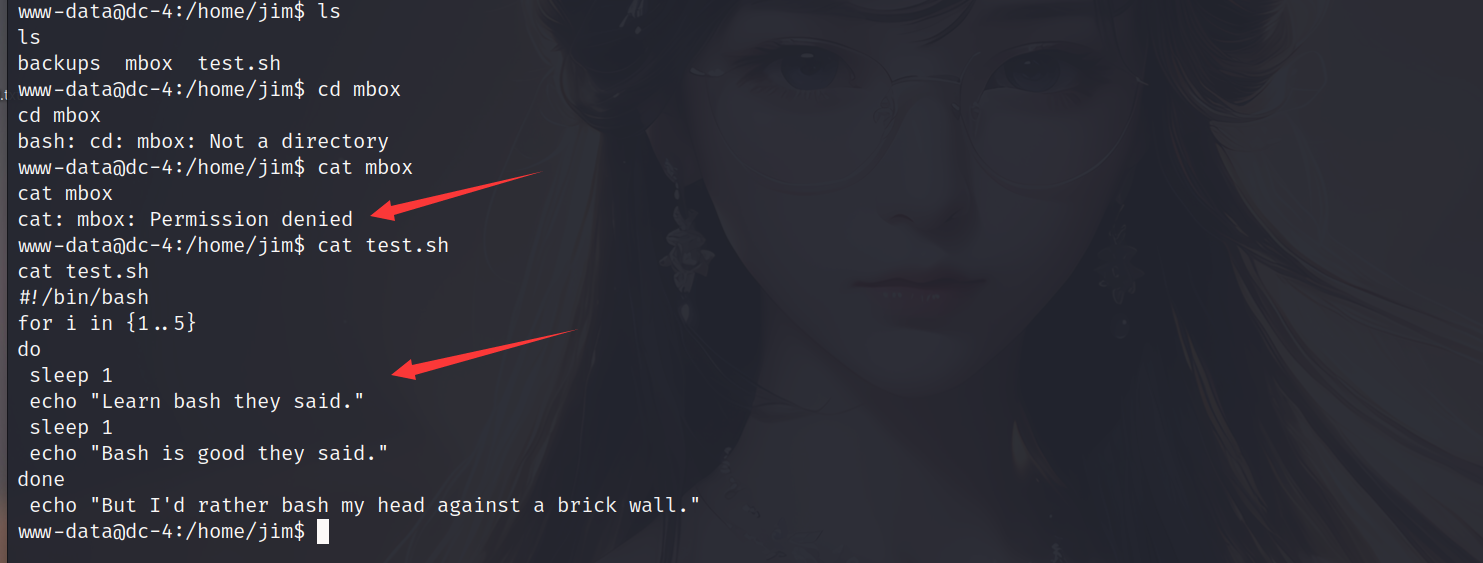 www-data@dc-4:/home/jim$ ls
ls
backups  mbox  test.sh
www-data@dc-4:/home/jim$ cd mbox
cd mbox
bash: cd: mbox: Not a directory
www-data@dc-4:/home/jim$ cat mbox
cat mbox
cat: mbox: Permission denied
www-data@dc-4:/home/jim$ cat test.sh
cat test.sh
#!/bin/bash
for i in {1..5}
do
 sleep 1
 echo "Learn bash they said."
 sleep 1
 echo "Bash is good they said."
done
 echo "But I'd rather bash my head against a brick wall."
www-data@dc-4:/home/jim$